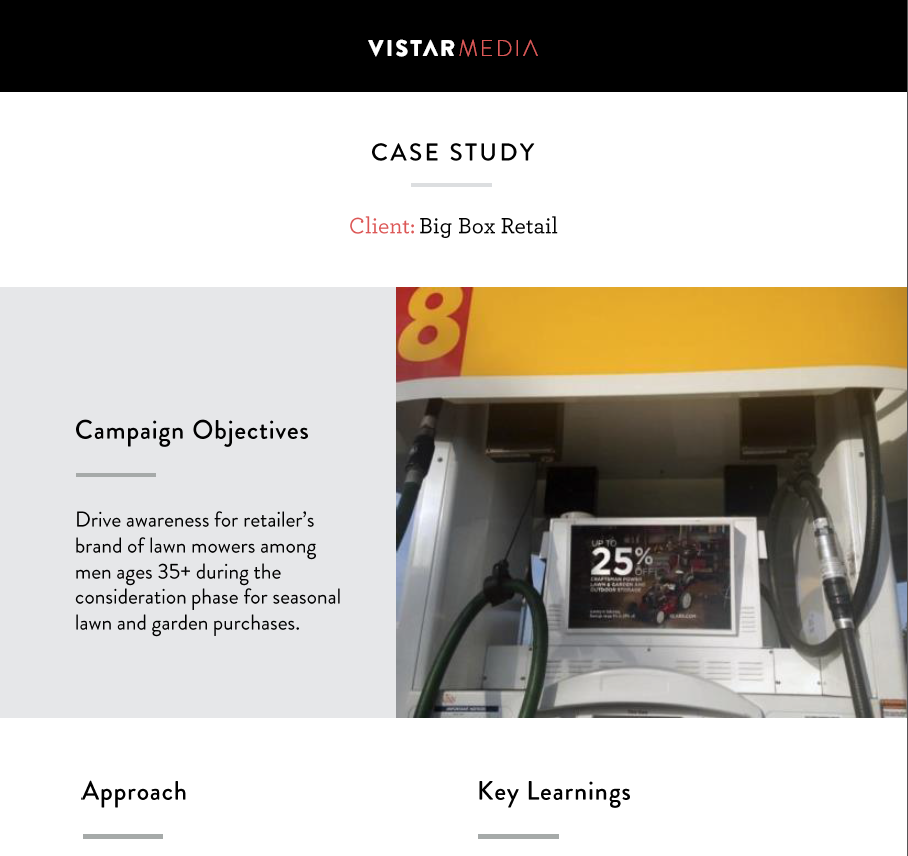 VISTARMEDIA
CASE STUDY
Client: Big Box Retail
8
Campaign Objectives
Drive awareness for retailer’s
brand of lawn mowers among
men ages 35+ during the
consideration phase for seasonal
lawn and garden purchases.
UP TO
25%
OFF
CRAFTSMAN POWER
LAWN & GARDEN AND
OUTDOOR STORAGE
Approach
Key Learnings